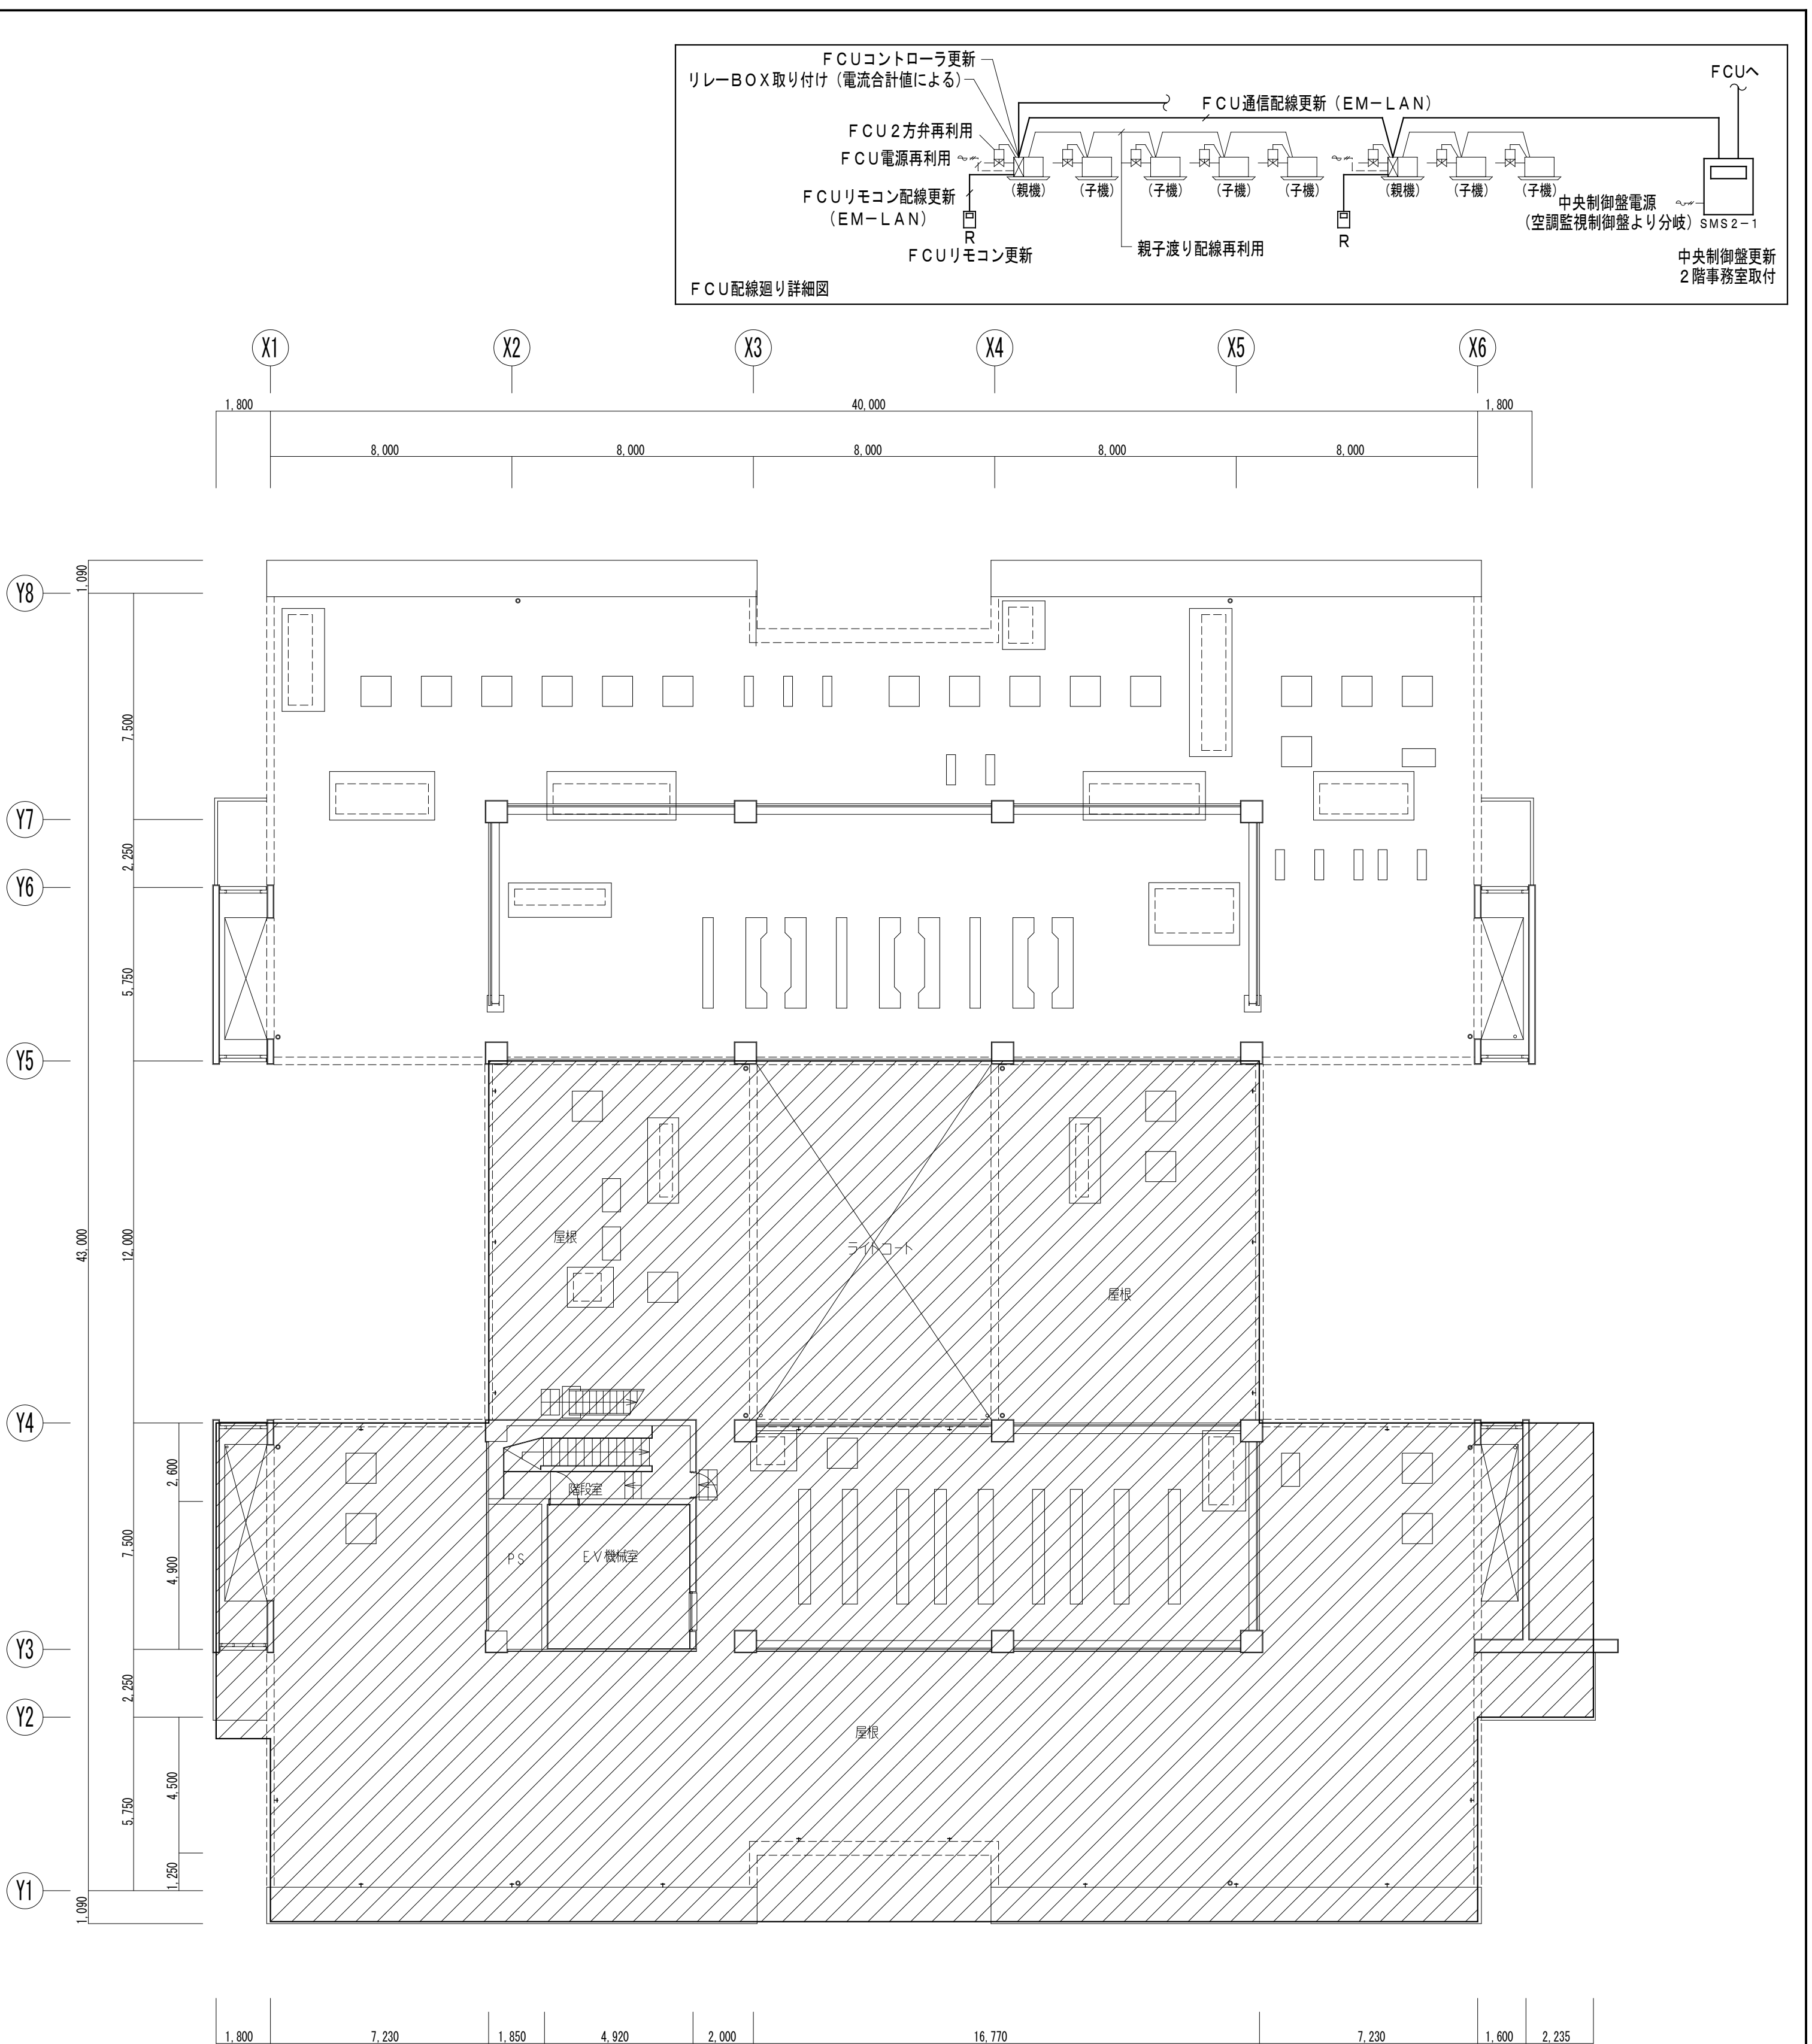 FCUコントローラ更新
リレーBOX取り付け（電流合計値による）
FCUへ
FCU通信配線更新（EM－LAN）
FCU2方弁再利用
FCU電源再利用
（親機）
（子機）
（子機）
（子機）
（子機）
（親機）
（子機）
（子機）
FCUリモコン配線更新
（EM－LAN）
中央制御盤電源
（空調監視制御盤より分岐）
SMS2－1
R
R
FCUリモコン更新
親子渡り配線再利用
中央制御盤更新
2階事務室取付
FCU配線廻り詳細図
X1
X2
X3
X4
X5
X6
1,800
40,000
1,800
8,000
8,000
8,000
8,000
8,000
1,090
Y8
7,500
Y7
2,250
Y6
5,750
Y5
43,000
12,000
屋根
ライトコート
屋根
Y4
2,600
階段室
7,500
4,900
PS
EV機械室
Y3
2,250
Y2
屋根
4,500
5,750
1,250
Y1
1,090
1,800
7,230
1,850
4,920
2,000
16,770
7,230
1,600
2,235